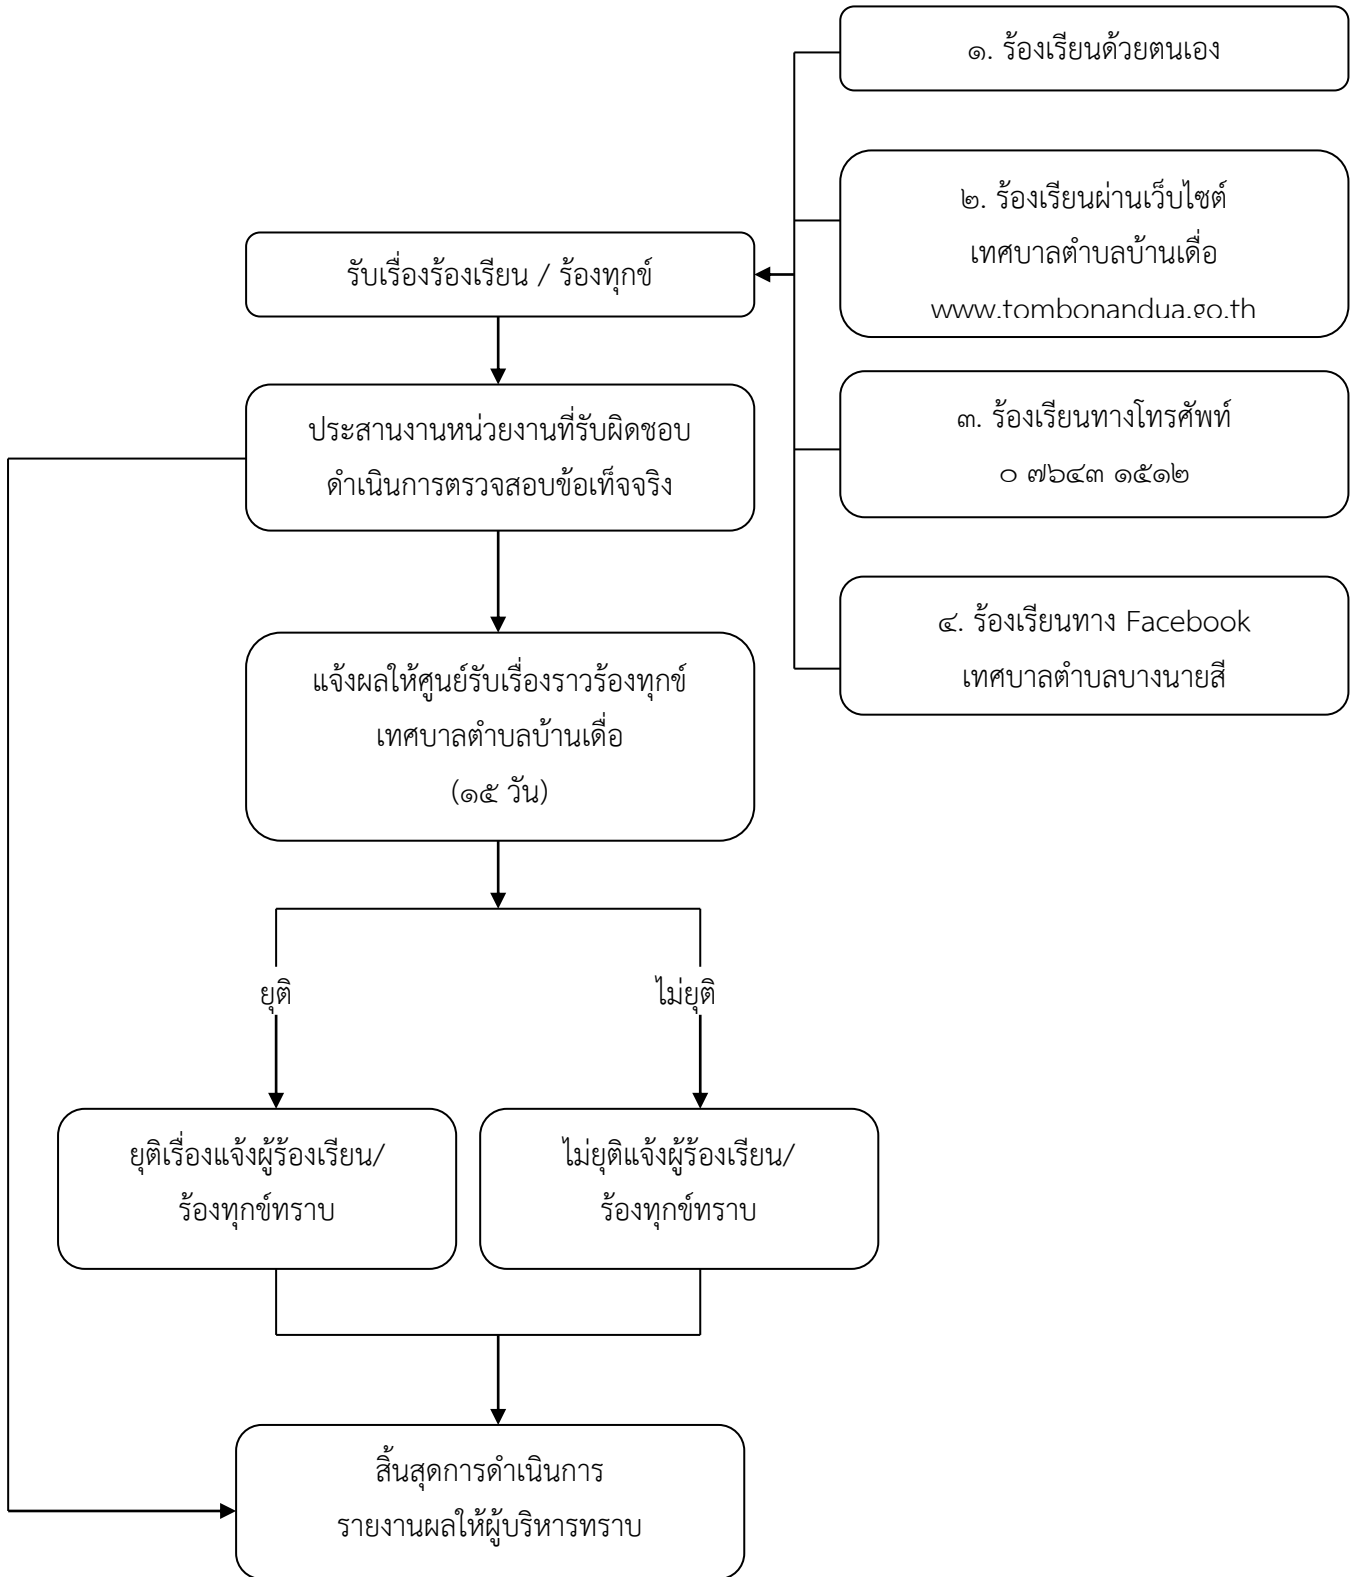 ๑. ร้องเรียนด้วยตนเอง
๒. ร้องเรียนผ่านเว็บไซต์
เทศบาลตำบลบ้านเดื่อ
www.tombonandua.go.th
รับเรื่องร้องเรียน / ร้องทุกข์
๓. ร้องเรียนทางโทรศัพท์
๐ ๗๖๔๓ ๑๕๑๒
ประสานงานหน่วยงานที่รับผิดชอบ
ดำเนินการตรวจสอบข้อเท็จจริง
๔. ร้องเรียนทาง Facebook
เทศบาลตำบลบางนายสี
แจ้งผลให้ศูนย์รับเรื่องราวร้องทุกข์
เทศบาลตำบลบ้านเดื่อ
(๑๕ วัน)
ยุติ
ไม่ยุติ
ยุติเรื่องแจ้งผู้ร้องเรียน/
ร้องทุกข์ทราบ
ไม่ยุติแจ้งผู้ร้องเรียน/
ร้องทุกข์ทราบ
สิ้นสุดการดำเนินการ
รายงานผลให้ผู้บริหารทราบ